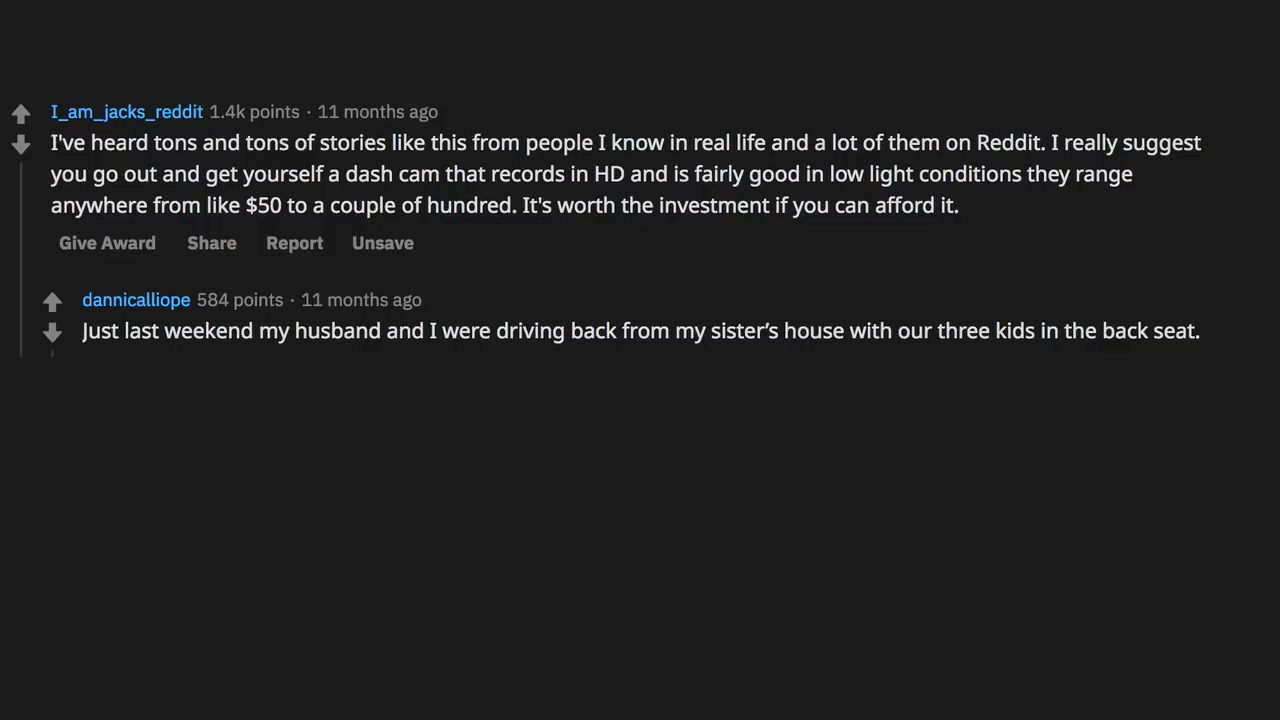 I_am_jacks_reddit 1.4k points · 11 months ago
I've heard tons and tons of stories like this from people I know in real life and a lot of them on Reddit. I really suggest
you go out and get yourself a dash cam that records in HD and is fairly good in low light conditions they range
anywhere from like $50 to a couple of hundred. It's worth the investment if you can afford it.
Give Award Share Report Unsave
dannicalliope 584 points · 11 months ago
Just last weekend my husband and I were driving back from my sister’s house with our three kids in the back seat.